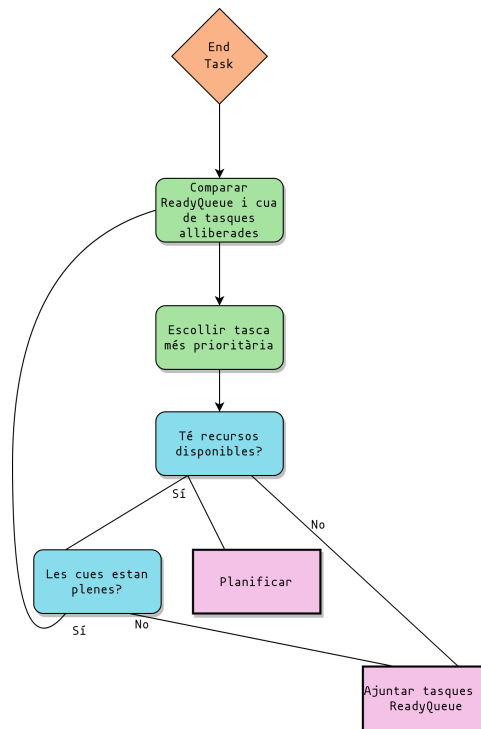 End
Task
Comparar
ReadyQueue i cua
de tasques
alliberades
Escollir tasca
més prioritària
Té recursos
disponibles?
Sí
No
Les cues estan
plenes?
Planificar
Sí
No
Ajuntar tasques
ReadyQueue